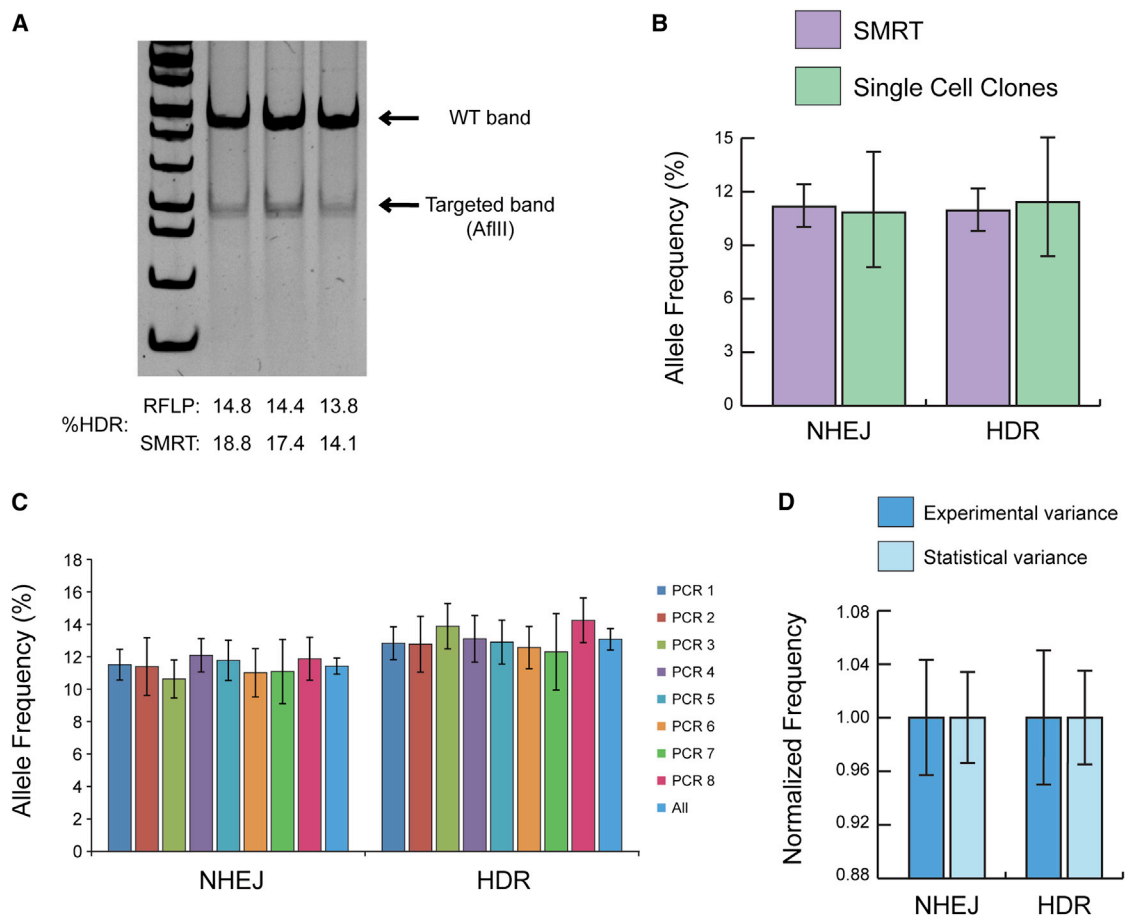 A
WT band
Targeted band
(AflII)
%HDR:
RFLP: 14.8 14.4 13.8
SMRT: 18.8 17.4 14.1
B
SMRT
Single Cell Clones
Allele Frequency (%)
15
12
9
6
3
0
NHEJ HDR
C
Allele Frequency (%)
18
16
14
12
10
8
6
4
2
0
NHEJ HDR
PCR 1
PCR 2
PCR 3
PCR 4
PCR 5
PCR 6
PCR 7
PCR 8
All
D
Experimental variance
Statistical variance
Normalized Frequency
1.08
1.04
1.00
0.96
0.92
0.88
NHEJ HDR